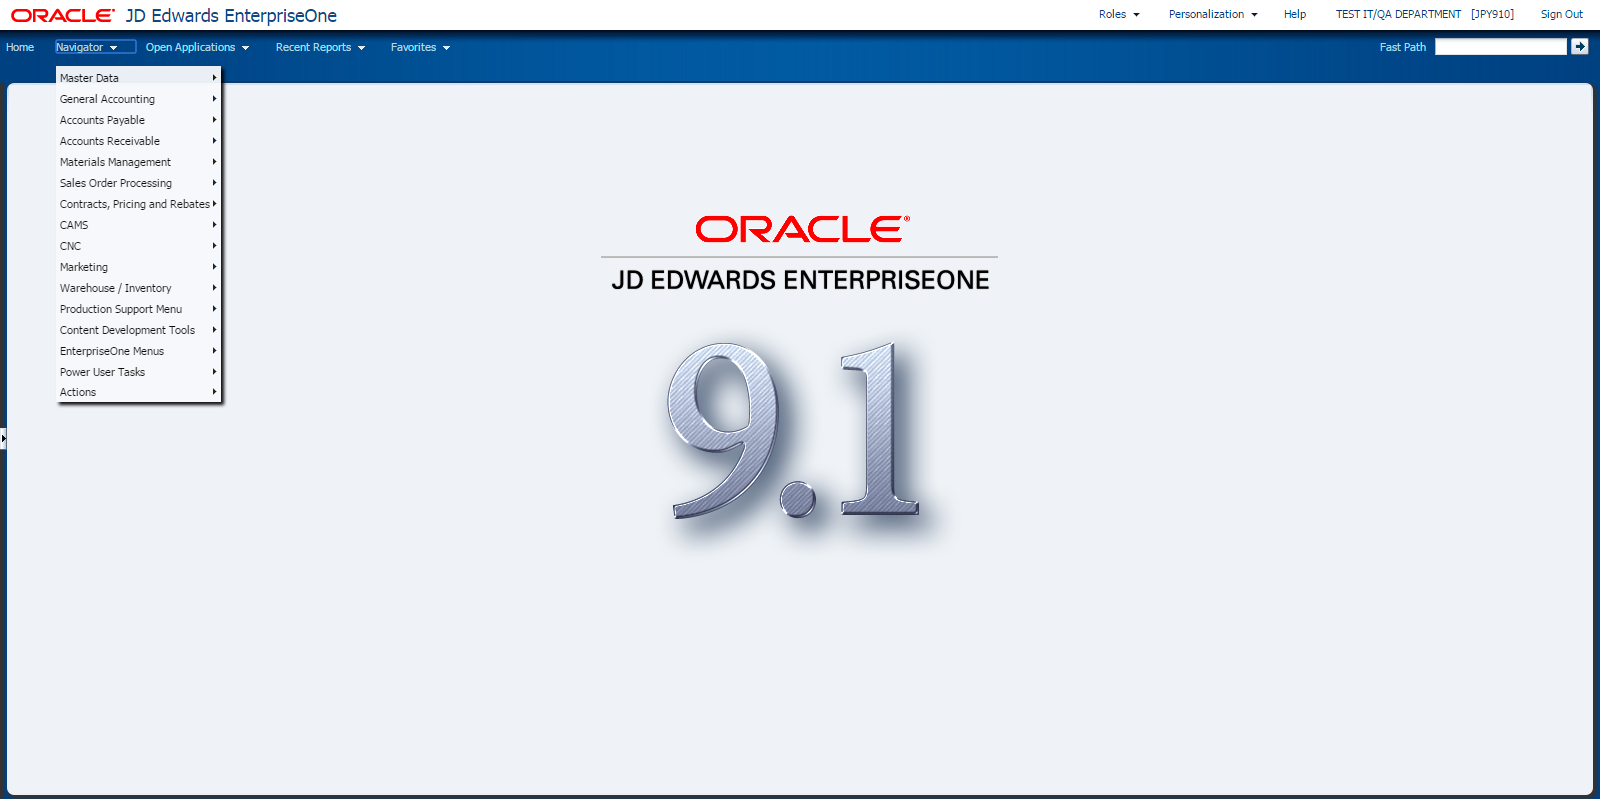 ORACLE JD Edwards EnterpriseOne Roles Personalization Help TEST IT/QA DEPARTMENT [JPY910] Sign Out
Home Navigator Open Applications Recent Reports Favorites Fast Path
Master Data
General Accounting
Accounts Payable
Accounts Receivable
Materials Management
Sales Order Processing
Contracts, Pricing and Rebates
CAMS
CNC
Marketing
Warehouse / Inventory
Production Support Menu
Content Development Tools
EnterpriseOne Menus
Power User Tasks
Actions
ORACLE®
JD EDWARDS ENTERPRISEONE
9.1